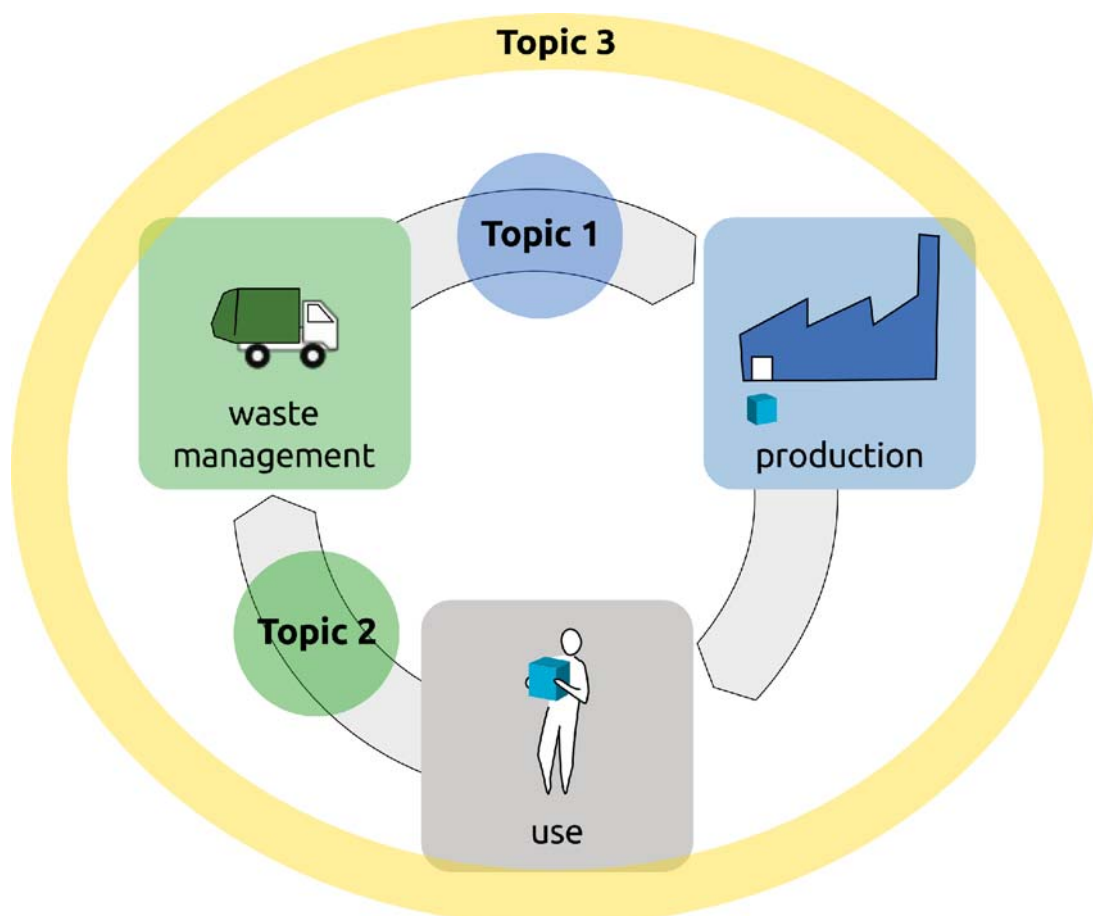 Topic 3
Topic 1
waste
management
production
Topic 2
use